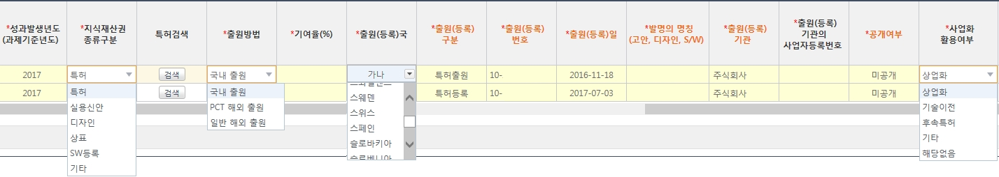 *성과발생년도
(과제기준년도)
*지식재산권
종류구분
특허검색
*출원방법
*기여율(%)
*출원(등록)국
*출원(등록)
구분
*출원(등록)
번호
*출원(등록)일
*발명의 명칭
(고안, 디자인, S/W)
*출원(등록)
기관
*출원(등록)
기관의
사업자등록번호
*공개여부
*사업화
활용여부
2017 특허 검색 국내 출원 가나 특허출원 10- 2016-11-18 주식회사 미공개 상업화
2017 특허 검색 국내 출원 특허등록 10- 2017-07-03 주식회사 미공개 상업화
실용신안
디자인
상표
SW등록
기타
PCT 해외 출원
일반 해외 출원
스웨덴
스위스
스페인
슬로바키아
슬로베니아
기술이전
후속특허
기타
해당없음